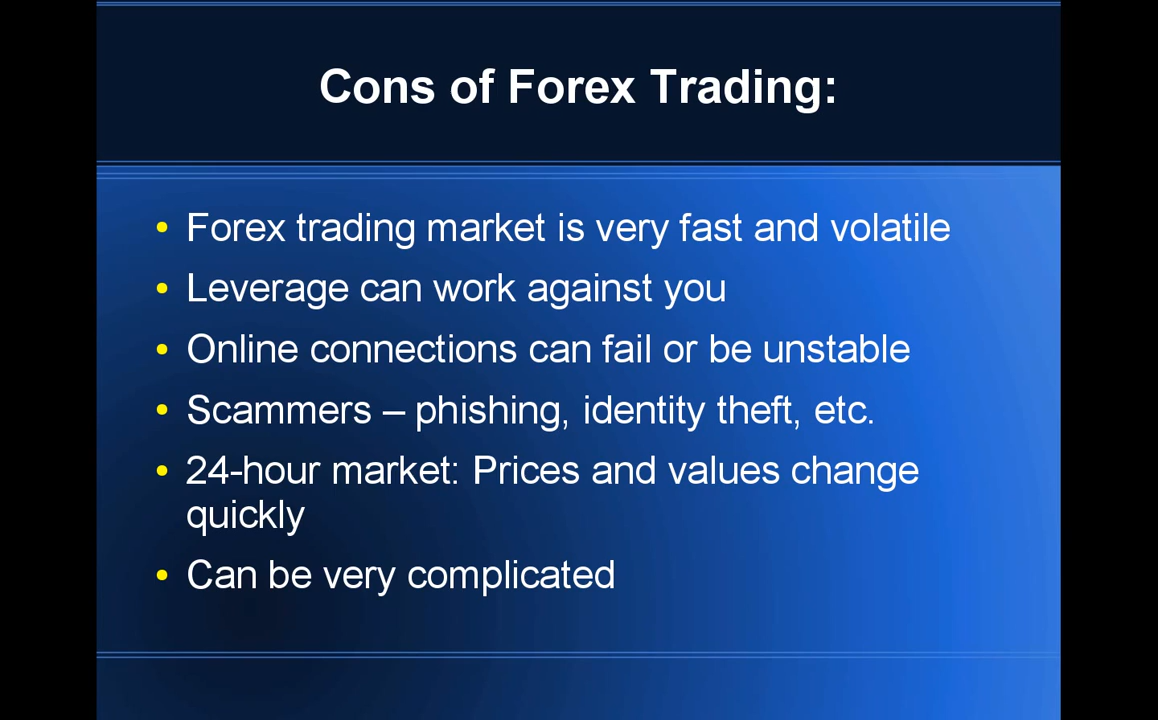 Cons of Forex Trading:
• Forex trading market is very fast and volatile
• Leverage can work against you
• Online connections can fail or be unstable
• Scammers – phishing, identity theft, etc.
• 24-hour market: Prices and values change
quickly
• Can be very complicated